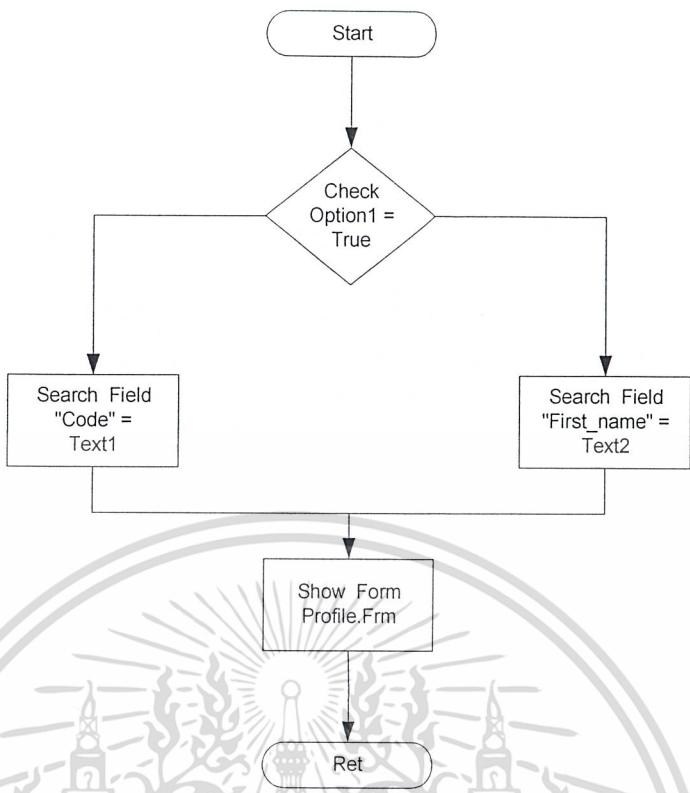 Start
Check
Option1 =
True
Search Field
"Code" =
Text1
Search Field
"First_name" =
Text2
Show Form
Profile.Frm
Ret